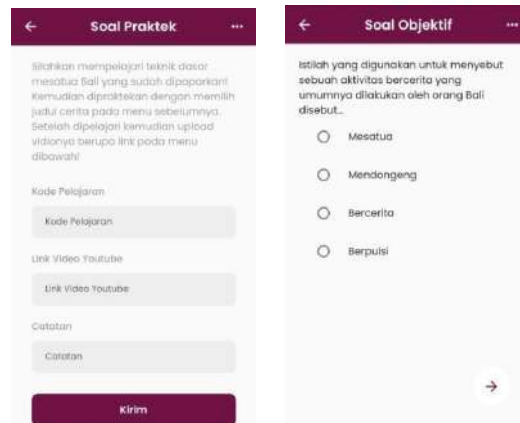 Soal Praktek
Silahkan mempelajari teknik dasar
mesatua Bali yang sudah dipaparkan!
Kemudian dipraktekan dengan memilih
judul cerita pada menu sebelumnya.
Setelah dipelajari kemudian upload
vidionya berupa link pada menu
dibawah!
Kode Pelajaran
Kode Pelajaran
Link Video Youtube
Link Video Youtube
Catatan
Catatan
Kirim
Soal Objektif
Istilah yang digunakan untuk menyebut
sebuah aktivitas bercerita yang
umumnya dilakukan oleh orang Bali
disebut...
Mesatua
Mendongeng
Bercerita
Berpuisi